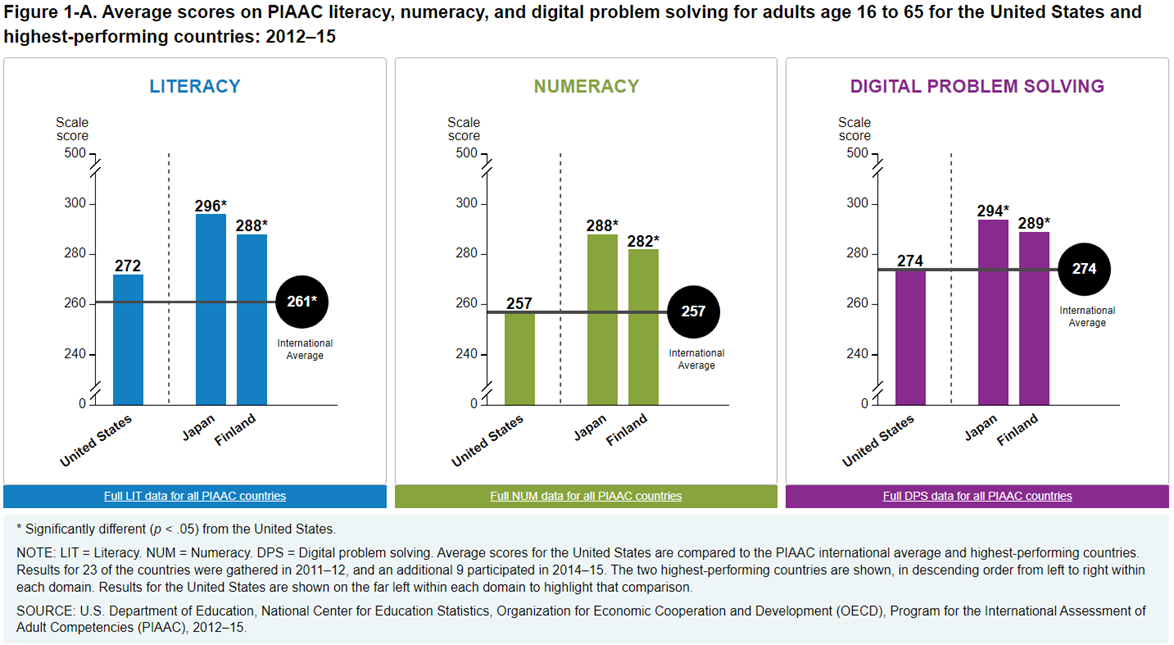 Figure 1-A. Average scores on PIAAC literacy, numeracy, and digital problem solving for adults age 16 to 65 for the United States and
highest-performing countries: 2012–15
LITERACY
Scale
score
500
300
280
260
240
0
272
296*
288*
261*
International
Average
United States
Japan
Finland
Full LIT data for all PIAAC countries
NUMERACY
Scale
score
500
300
280
260
240
0
257
288*
282*
257
International
Average
United States
Japan
Finland
Full NUM data for all PIAAC countries
DIGITAL PROBLEM SOLVING
Scale
score
500
300
280
260
240
0
274
294*
289*
274
International
Average
United States
Japan
Finland
Full DPS data for all PIAAC countries
* Significantly different (p < .05) from the United States.
NOTE: LIT = Literacy. NUM = Numeracy. DPS = Digital problem solving. Average scores for the United States are compared to the PIAAC international average and highest-performing countries.
Results for 23 of the countries were gathered in 2011–12, and an additional 9 participated in 2014–15. The two highest-performing countries are shown, in descending order from left to right within
each domain. Results for the United States are shown on the far left within each domain to highlight that comparison.
SOURCE: U.S. Department of Education, National Center for Education Statistics, Organization for Economic Cooperation and Development (OECD), Program for the International Assessment of
Adult Competencies (PIAAC), 2012–15.